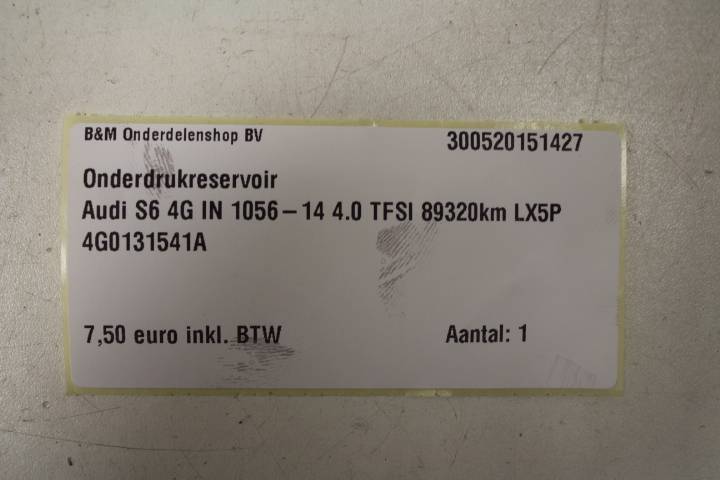 B&M Onderdelenshop BV 300520151427
Onderdrukreservoir
Audi S6 4G IN 1056-14 4.0 TFSI 89320km LX5P
4G0131541A
7,50 euro inkl. BTW Aantal: 1